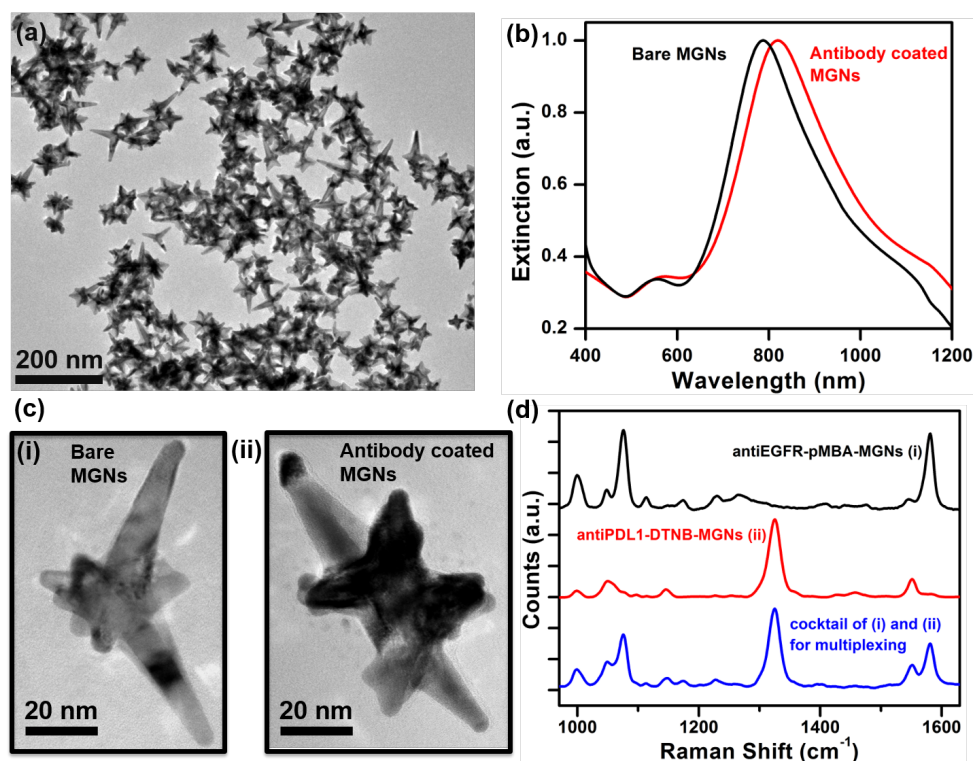 (a)
200 nm
(b)
Bare MGNs
Antibody coated
MGNs
Extinction (a.u.)
1.0
0.8
0.6
0.4
0.2
400
600
800
1000
1200
Wavelength (nm)
(c)
(i)
Bare
MGNs
20 nm
(ii)
Antibody coated
MGNs
20 nm
(d)
antiEGFR-pMBA-MGNs (i)
antiPDL1-DTNB-MGNs (ii)
cocktail of (i) and (ii)
for multiplexing
Counts (a.u.)
1000
1200
1400
1600
Raman Shift (cm⁻¹)